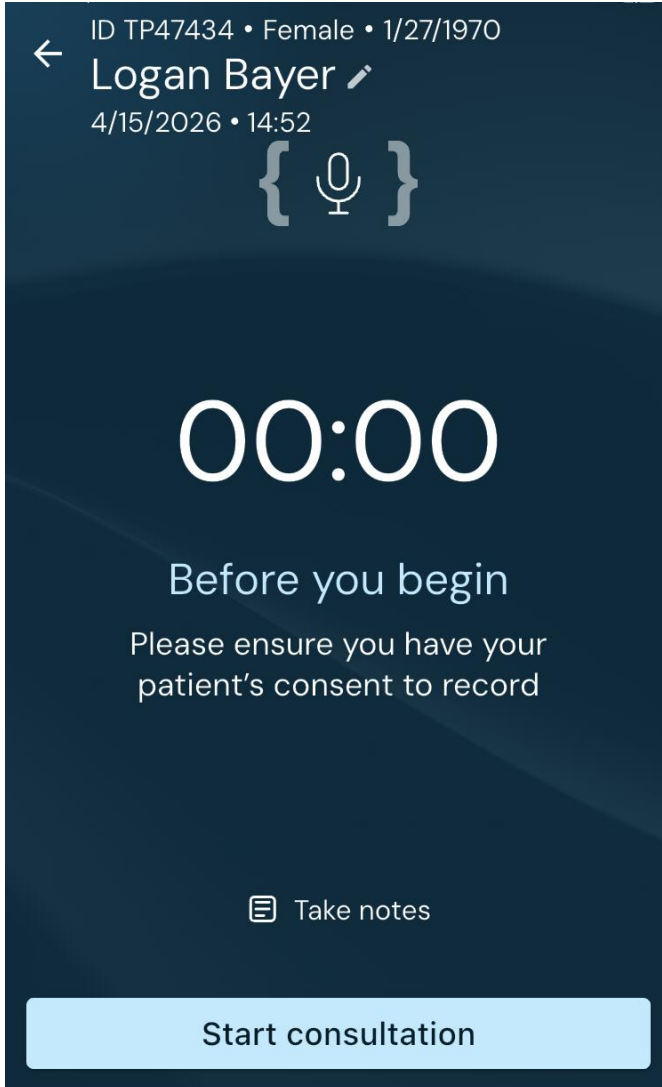 ID TP47434 • Female • 1/27/1970
Logan Bayer
4/15/2026 • 14:52
00:00
Before you begin
Please ensure you have your
patient's consent to record
Take notes
Start consultation